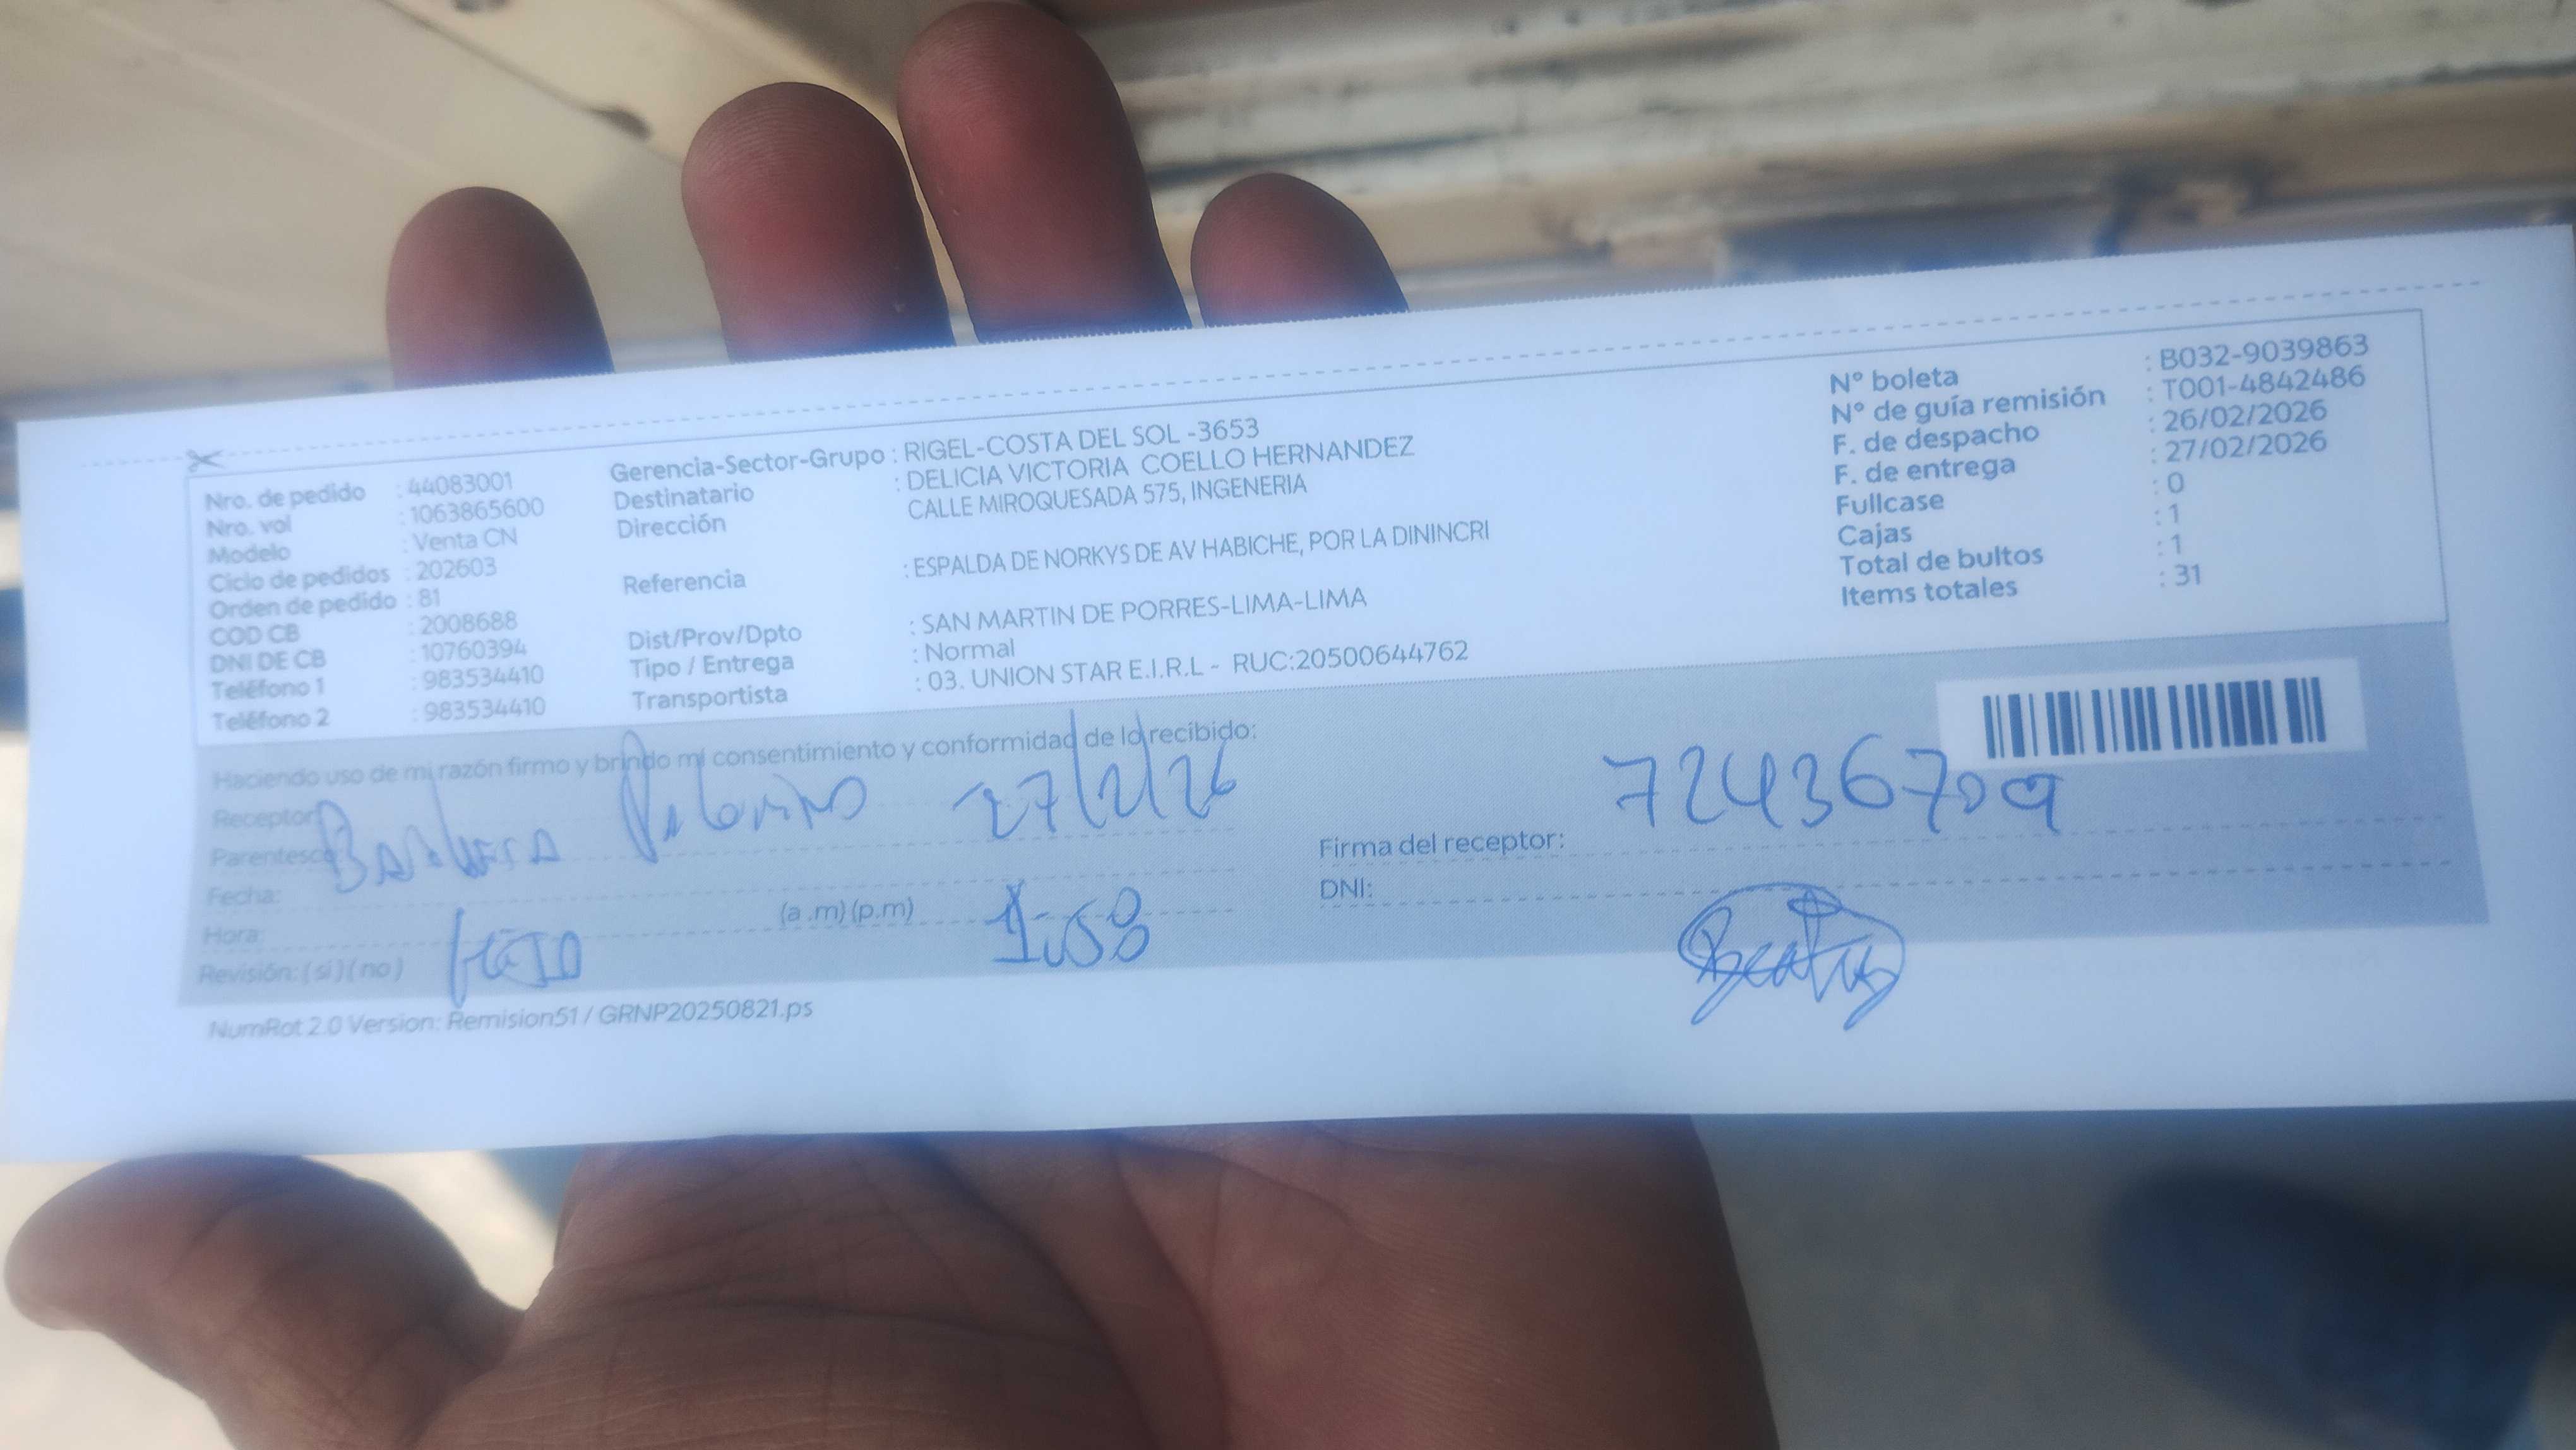 Nro. de pedido : 44083001
Nro. vol : 1063865600
Modelo : Venta CN
Ciclo de pedidos : 202603
Orden de pedido : 81
COD CB : 2008688
DNI DE CB : 10760394
Teléfono 1 : 983534410
Teléfono 2 : 983534410
Gerencia-Sector-Grupo : RIGEL-COSTA DEL SOL -3653
Destinatario : DELICIA VICTORIA COELLO HERNANDEZ
Dirección CALLE MIROQUESADA 575, INGENERIA
Referencia : ESPALDA DE NORKYS DE AV HABICHE, POR LA DININCRI
Dist/Prov/Dpto : SAN MARTIN DE PORRES-LIMA-LIMA
Tipo / Entrega : Normal
Transportista : 03. UNION STAR E.I.R.L - RUC:20500644762
N° boleta : B032-9039863
N° de guía remisión : T001-4842486
F. de despacho : 26/02/2026
F. de entrega : 27/02/2026
Fullcase : 0
Cajas : 1
Total de bultos : 1
Items totales : 31
Haciendo uso de mi razón firmo y brindo mi consentimiento y conformidad de lo recibido:
Receptor
Parentesco 27/2/26
Fecha:
Hora (a.m)(p.m) 1:58
Revisión: (si)(no)
72436709
Firma del receptor:
DNI:
NumRot 2.0 Version: Remision51 / GRNP20250821.ps